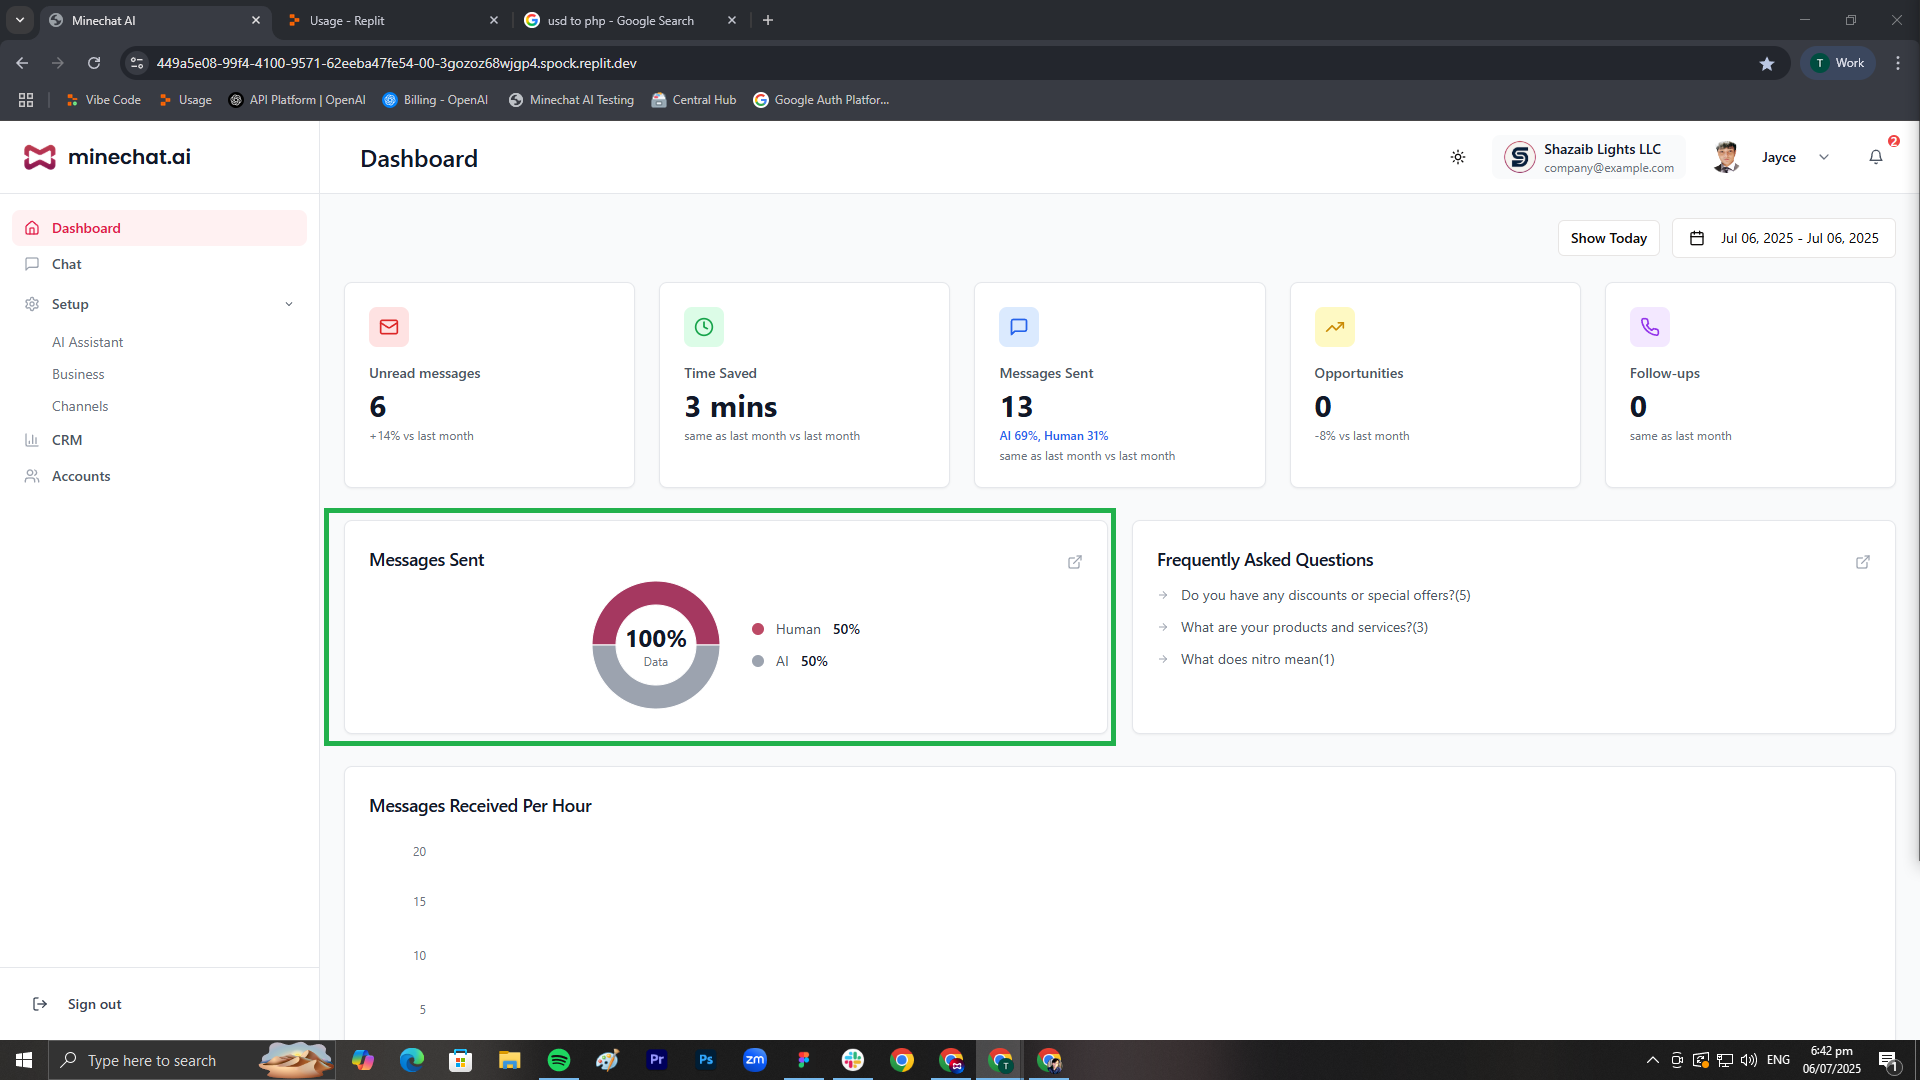 Minechat AI
Usage - Replit
usd to php - Google Search
449a5e08-99f4-4100-9571-62eeba47fe54-00-3gozoz68wjgp4.spock.replit.dev
T Work
Vibe Code
Usage
API Platform | OpenAI
Billing - OpenAI
Minechat AI Testing
Central Hub
Google Auth Platfor...
minechat.ai
Dashboard
Shazaib Lights LLC
company@example.com
Jayce
2
Dashboard
Chat
Setup
AI Assistant
Business
Channels
CRM
Accounts
Sign out
Show Today
Jul 06, 2025 - Jul 06, 2025
Unread messages
6
+14% vs last month
Time Saved
3 mins
same as last month vs last month
Messages Sent
13
AI 69%, Human 31%
same as last month vs last month
Opportunities
0
-8% vs last month
Follow-ups
0
same as last month
Messages Sent
100%
Data
Human 50%
AI 50%
Frequently Asked Questions
Do you have any discounts or special offers?(5)
What are your products and services?(3)
What does nitro mean(1)
Messages Received Per Hour
20
15
10
5
Type here to search
Pr
Ps
zm
T
ENG
6:42 pm
06/07/2025
1